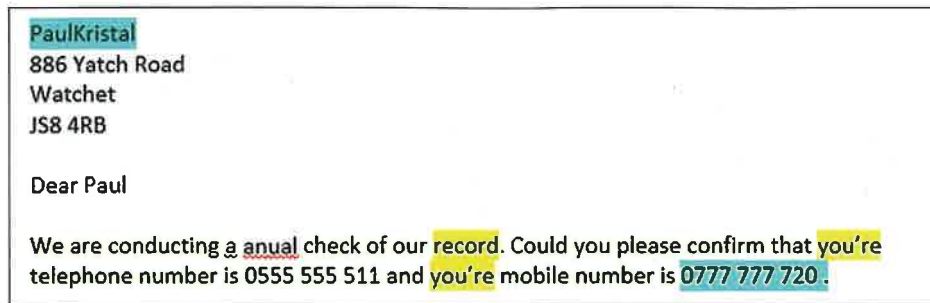 PaulKristal
886 Yatch Road
Watchet
JS8 4RB
Dear Paul
We are conducting a anual check of our record. Could you please confirm that you're
telephone number is 0555 555 511 and you're mobile number is 0777 777 720 .